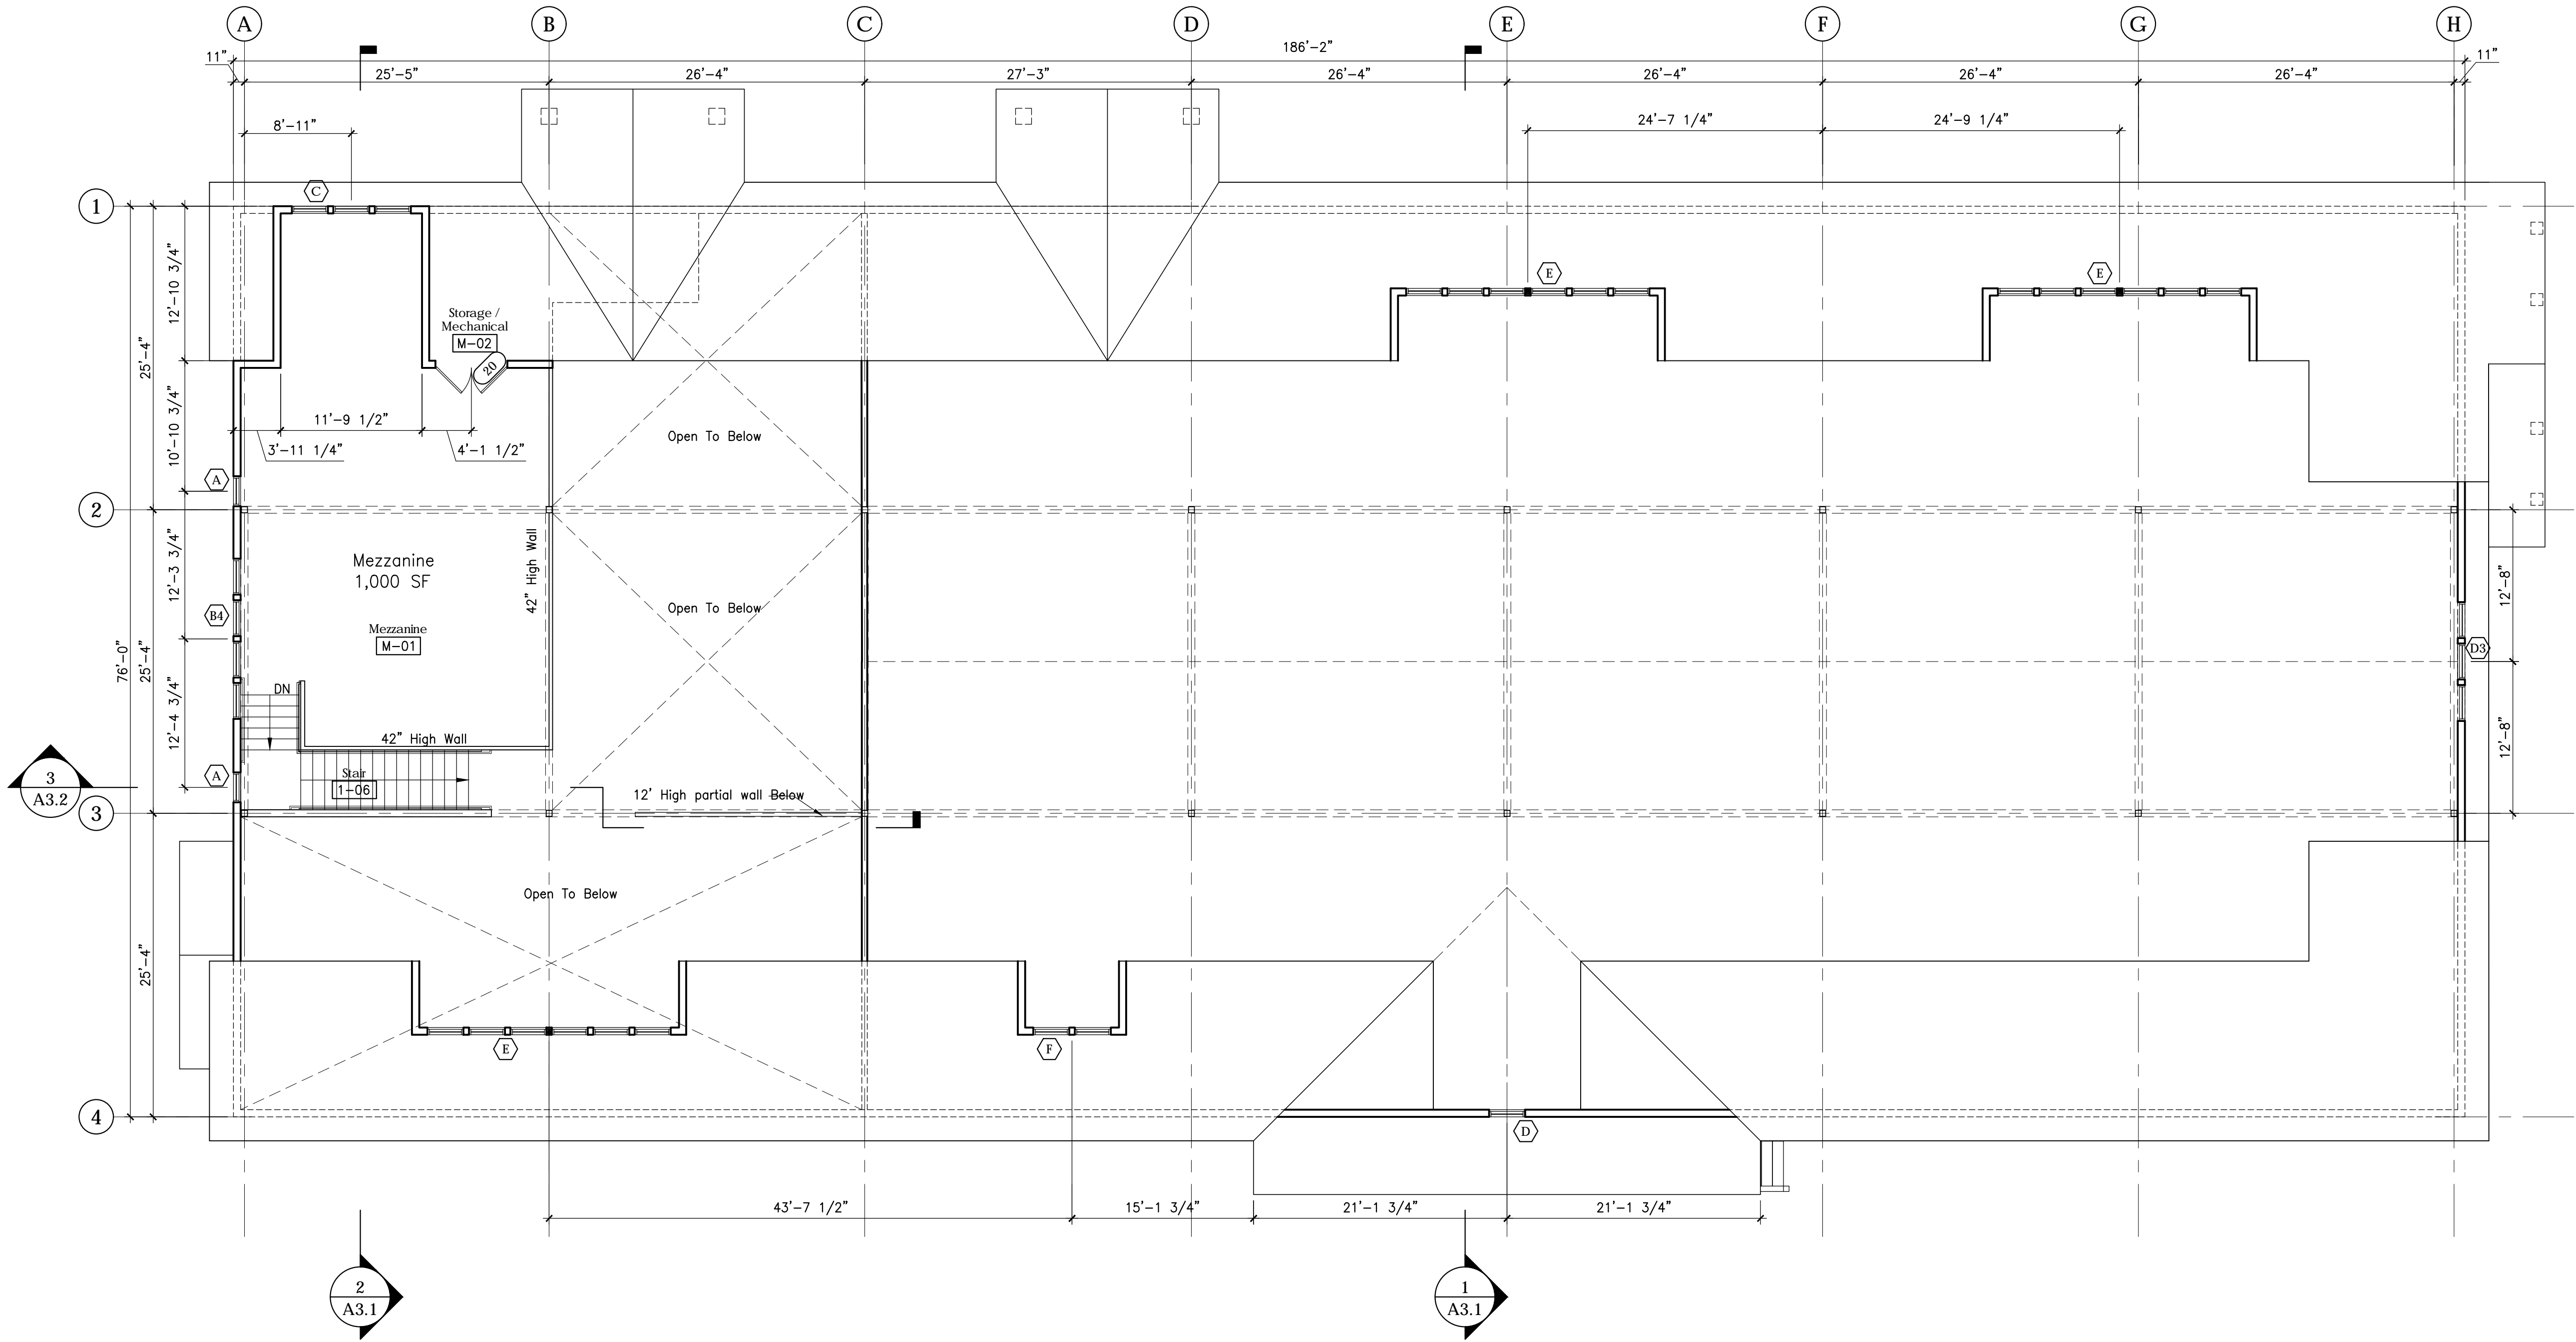 A B C D E F G H
186'-2"
11" 11"
25'-5" 26'-4" 27'-3" 26'-4" 26'-4" 26'-4" 26'-4"
8'-11" 24'-7 1/4" 24'-9 1/4"
C
1
E E
12'-10 3/4"
Storage /
Mechanical
M-02
20
25'-4"
11'-9 1/2"
3'-11 1/4" 4'-1 1/2"
10'-10 3/4"
Open To Below
A
2
Mezzanine
1,000 SF
42" High Wall
12'-3 3/4"
12'-8"
Open To Below
B4
Mezzanine
M-01
D3
76'-0"
25'-4"
12'-4 3/4"
DN
42" High Wall
12'-8"
A
Stair
1-06
3
A3.2
12' High partial wall Below
3
Open To Below
25'-4"
E F
4
D
43'-7 1/2" 15'-1 3/4" 21'-1 3/4" 21'-1 3/4"
2
A3.1
1
A3.1